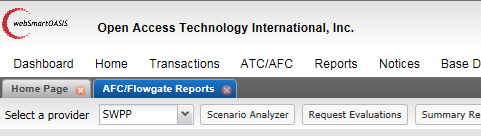 webSmartOASIS
Open Access Technology International, Inc.
Dashboard Home Transactions ATC/AFC Reports Notices Base D
Home Page AFC/Flowgate Reports
Select a provider SWPP Scenario Analyzer Request Evaluations Summary Re